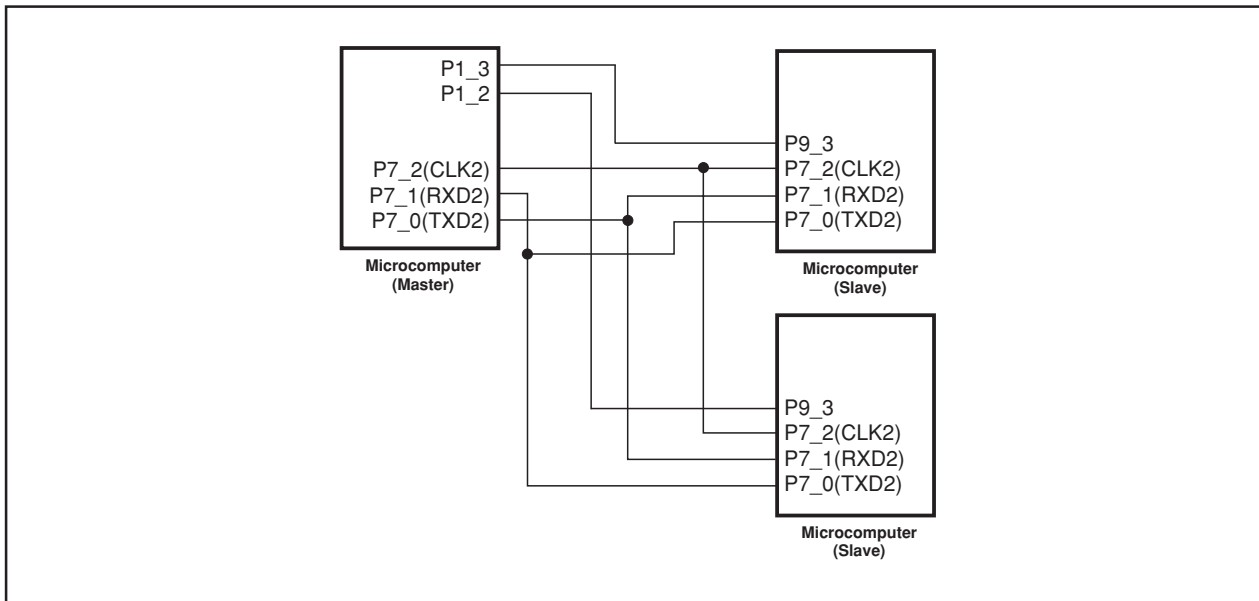 P1_3
P1_2
P7_2(CLK2)
P7_1(RXD2)
P7_0(TXD2)
Microcomputer
(Master)
P9_3
P7_2(CLK2)
P7_1(RXD2)
P7_0(TXD2)
Microcomputer
(Slave)
P9_3
P7_2(CLK2)
P7_1(RXD2)
P7_0(TXD2)
Microcomputer
(Slave)